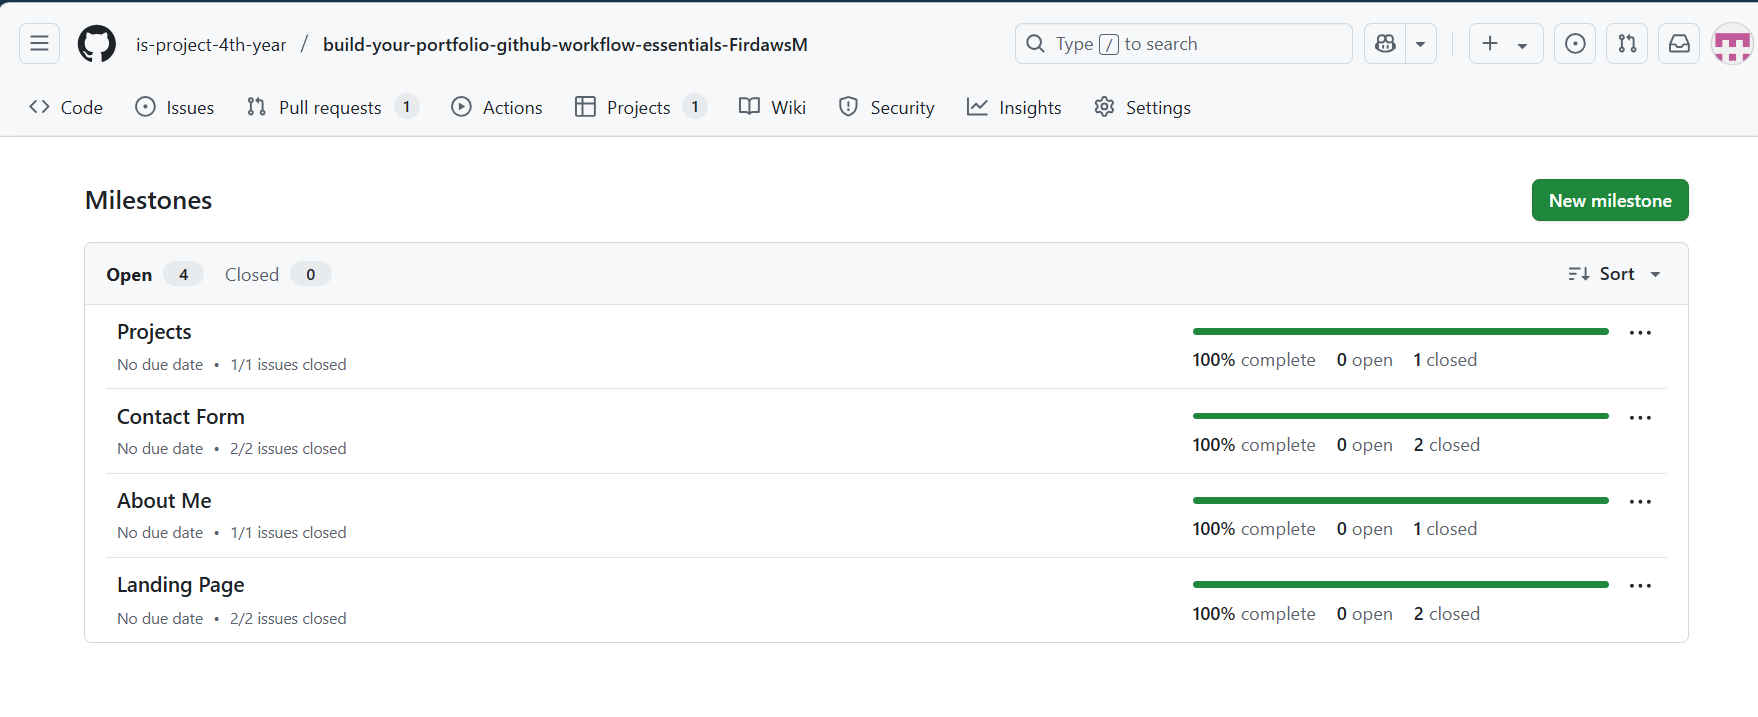 is-project-4th-year / build-your-portfolio-github-workflow-essentials-FirdawsM Type / to search
Code Issues Pull requests 1 Actions Projects 1 Wiki Security Insights Settings
Milestones New milestone
Open 4 Closed 0 Sort
Projects
No due date • 1/1 issues closed
100% complete 0 open 1 closed
Contact Form
No due date • 2/2 issues closed
100% complete 0 open 2 closed
About Me
No due date • 1/1 issues closed
100% complete 0 open 1 closed
Landing Page
No due date • 2/2 issues closed
100% complete 0 open 2 closed